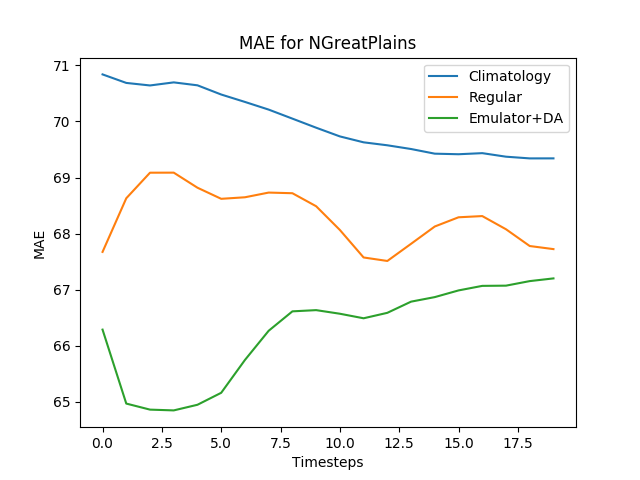 MAE for NGreatPlains
Climatology
Regular
Emulator+DA
MAE
71
70
69
68
67
66
65
0.0 2.5 5.0 7.5 10.0 12.5 15.0 17.5
Timesteps